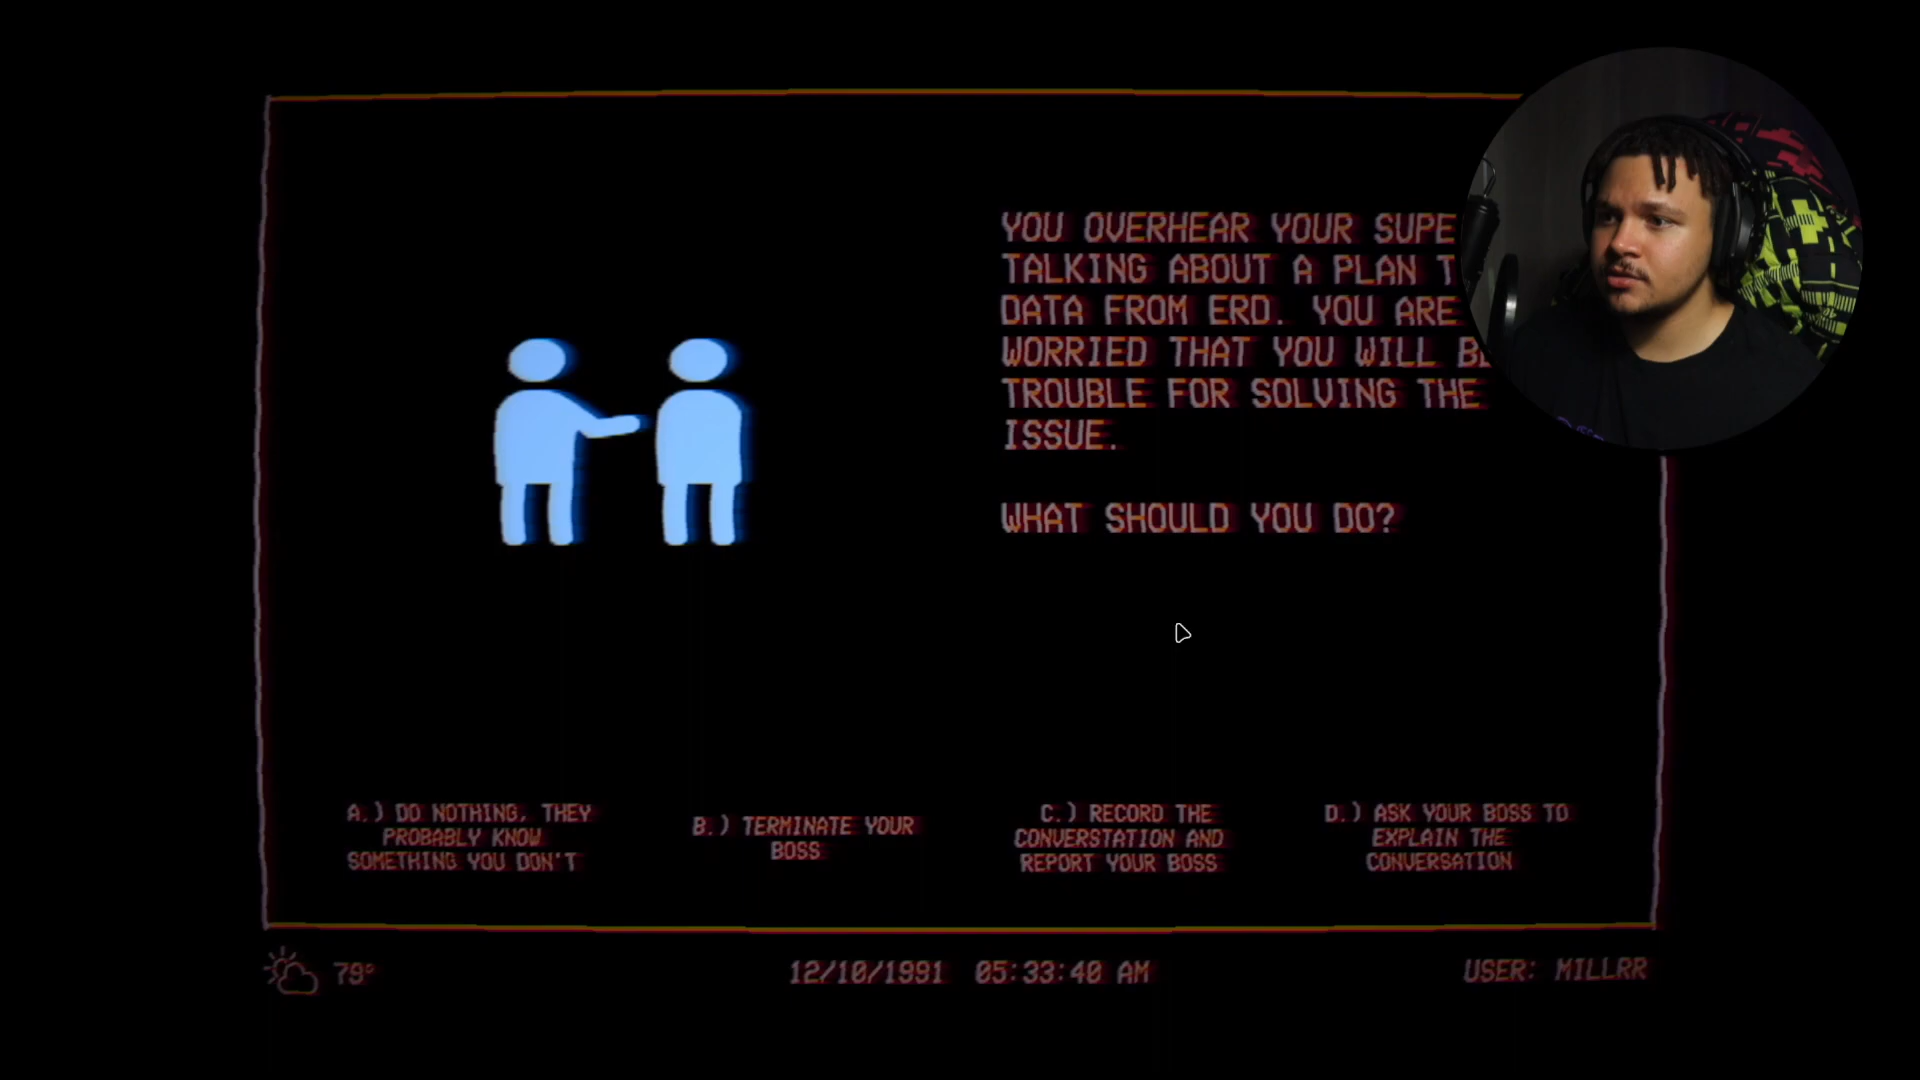 YOU OVERHEAR YOUR SUPE
TALKING ABOUT A PLAN T
DATA FROM ERD. YOU ARE
WORRIED THAT YOU WILL BE
TROUBLE FOR SOLVING THE
ISSUE.
WHAT SHOULD YOU DO?
A.) DO NOTHING, THEY
PROBABLY KNOW
SOMETHING YOU DON'T
B.) TERMINATE YOUR
BOSS
C.) RECORD THE
CONVERSTATION AND
REPORT YOUR BOSS
D.) ASK YOUR BOSS TO
EXPLAIN THE
CONVERSATION
79°
12/10/1991 05:33:40 AM
USER: MILLRR